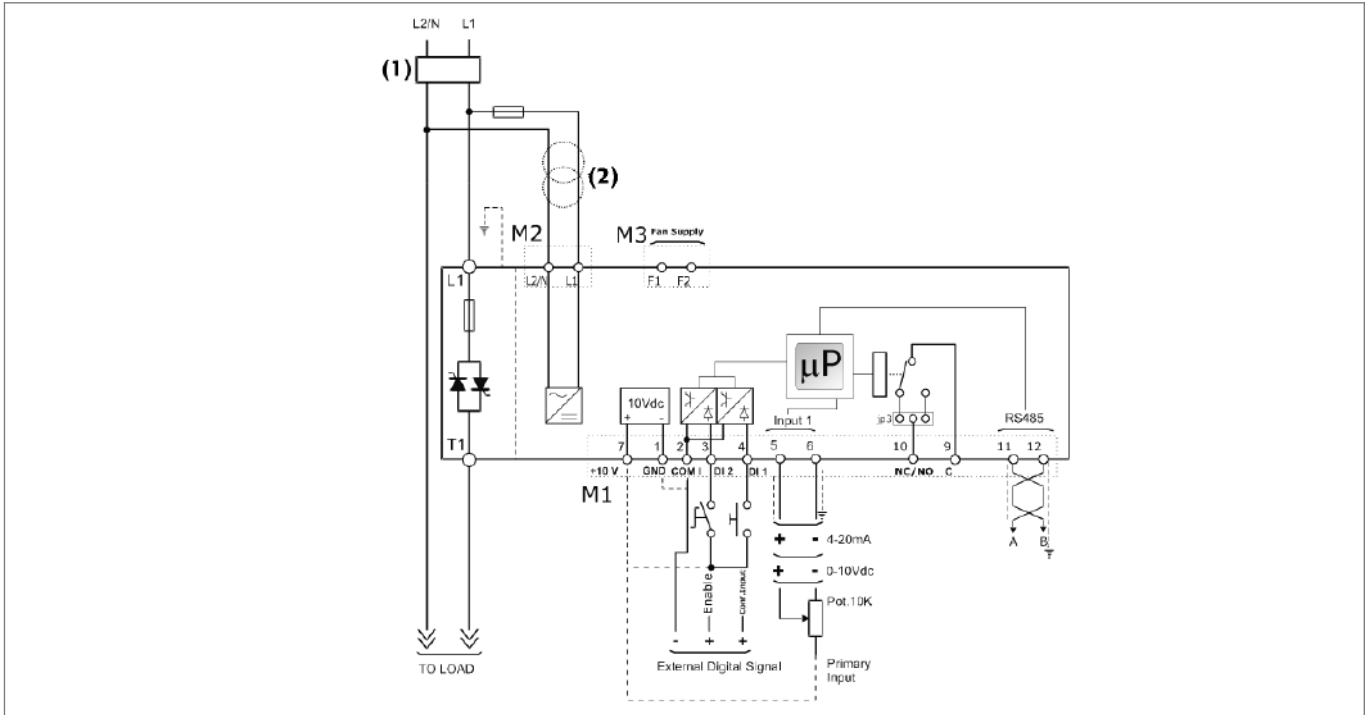 L2/N L1
(1)
(2)
M2 M3 Fan Supply
L1 L2/N L1 F1 F2
μP
10Vdc
+ -
Input 1 jp3 RS485
T1 7 1 2 3 4 5 6 10 9 11 12
+10 V GND COM I DI 2 DI 1 NC/NO C
M1
+ - 4-20mA
A B
+ - 0-10Vdc
Enable
Conf.Input
Pot.10K
- + +
External Digital Signal
Primary
Input
TO LOAD